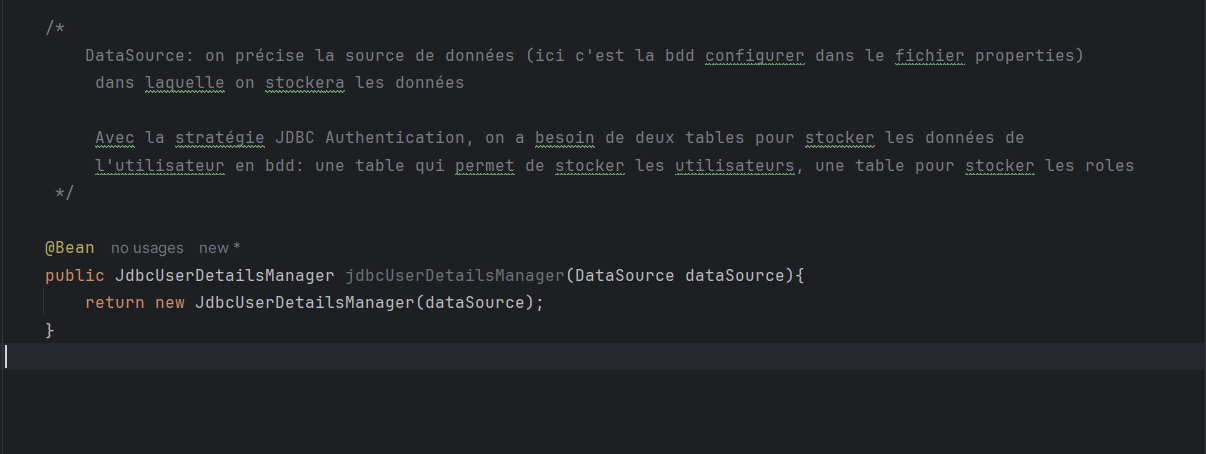 /*
DataSource: on précise la source de données (ici c'est la bdd configurer dans le fichier properties)
dans laquelle on stockera les données
Avec la stratégie JDBC Authentication, on a besoin de deux tables pour stocker les données de
l'utilisateur en bdd: une table qui permet de stocker les utilisateurs, une table pour stocker les roles
*/
@Bean no usages new *
public JdbcUserDetailsManager jdbcUserDetailsManager(DataSource dataSource){
return new JdbcUserDetailsManager(dataSource);
}